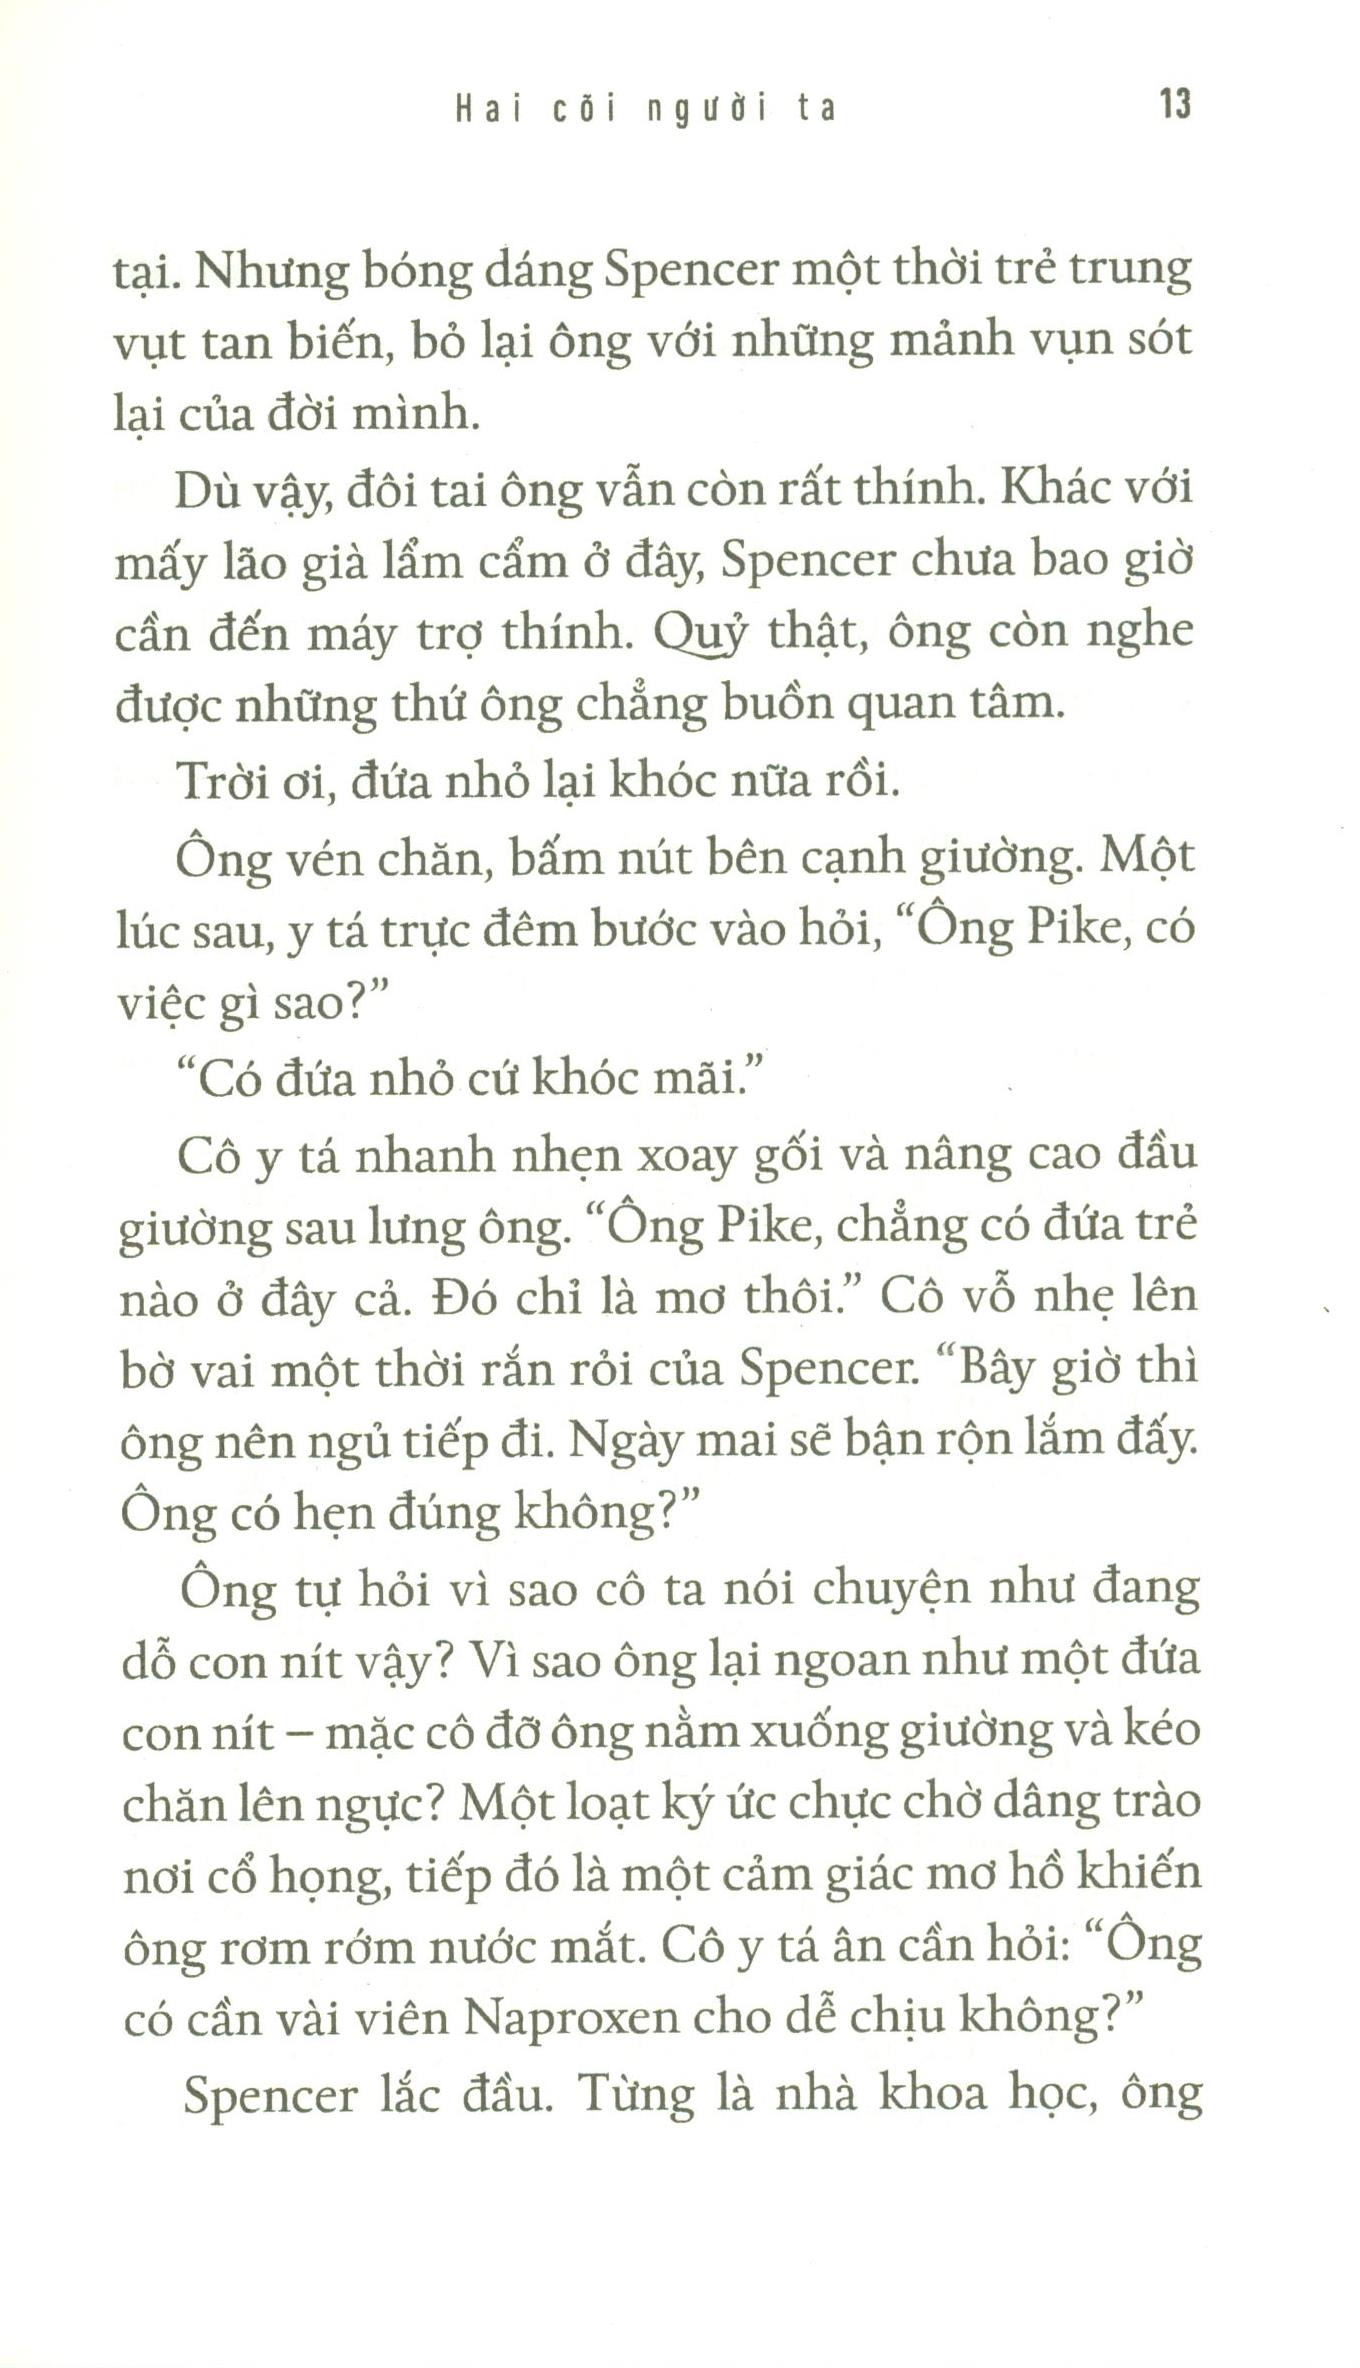 Hai cõi người ta 13
tại. Nhưng bóng dáng Spencer một thời trẻ trung
vụt tan biến, bỏ lại ông với những mảnh vụn sót
lại của đời mình.
Dù vậy, đôi tai ông vẫn còn rất thính. Khác với
mấy lão già lẩm cẩm ở đây, Spencer chưa bao giờ
cần đến máy trợ thính. Quỷ thật, ông còn nghe
được những thứ ông chẳng buồn quan tâm.
Trời ơi, đứa nhỏ lại khóc nữa rồi.
Ông vén chăn, bấm nút bên cạnh giường. Một
lúc sau, y tá trực đêm bước vào hỏi, “Ông Pike, có
việc gì sao?”
“Có đứa nhỏ cứ khóc mãi.”
Cô y tá nhanh nhẹn xoay gối và nâng cao đầu
giường sau lưng ông. “Ông Pike, chẳng có đứa trẻ
nào ở đây cả. Đó chỉ là mơ thôi.” Cô vỗ nhẹ lên
bờ vai một thời rắn rỏi của Spencer. “Bây giờ thì
ông nên ngủ tiếp đi. Ngày mai sẽ bận rộn lắm đấy.
Ông có hẹn đúng không?”
Ông tự hỏi vì sao cô ta nói chuyện như đang
dỗ con nít vậy? Vì sao ông lại ngoan như một đứa
con nít – mặc cô đỡ ông nằm xuống giường và kéo
chăn lên ngực? Một loạt ký ức chực chờ dâng trào
nơi cổ họng, tiếp đó là một cảm giác mơ hồ khiến
ông rơm rớm nước mắt. Cô y tá ân cần hỏi: “Ông
có cần vài viên Naproxen cho dễ chịu không?”
Spencer lắc đầu. Từng là nhà khoa học, ông